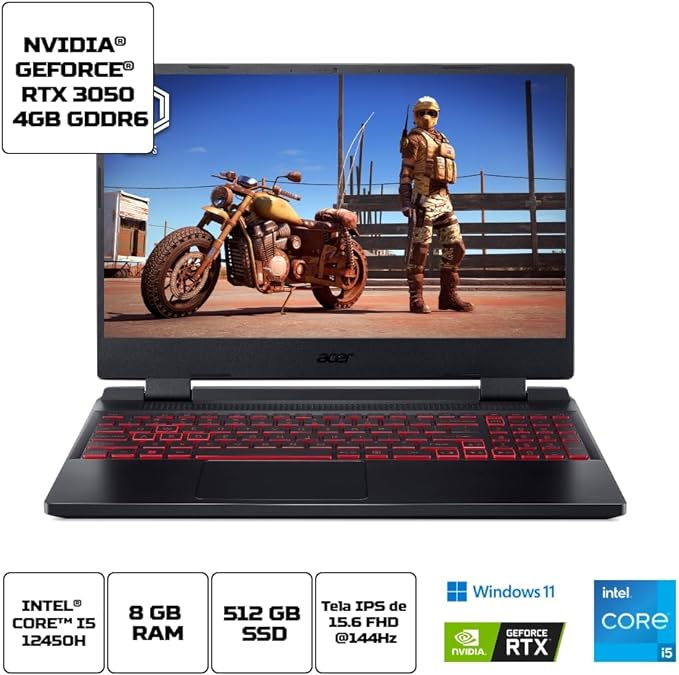 NVIDIA®
GEFORCE®
RTX 3050
4GB GDDR6
acer
INTEL®
CORE™ I5
12450H
8 GB
RAM
512 GB
SSD
Tela IPS de
15.6 FHD
@144Hz
Windows 11
NVIDIA.
GEFORCE
RTX
intel
CORE
i5